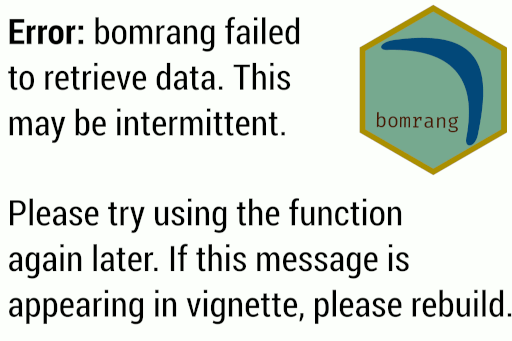 Error: bomrang failed
to retrieve data. This
may be intermittent.
bomrang
Please try using the function
again later. If this message is
appearing in vignette, please rebuild.